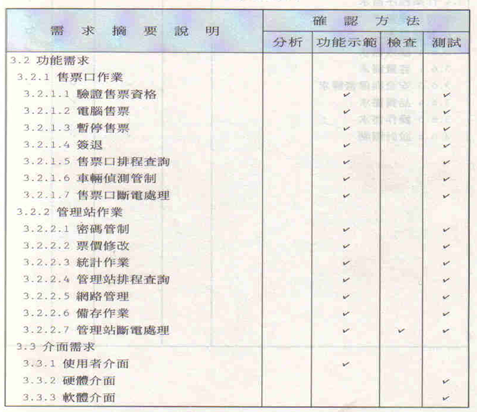 需 求 摘 要 說 明
確 認 方 法
分析 功能示範 檢查 測試
3.2 功能需求
3.2.1 售票口作業
3.2.1.1 驗證售票資格 ✓ ✓
3.2.1.2 電腦售票 ✓ ✓
3.2.1.3 暫停售票 ✓ ✓
3.2.1.4 簽退 ✓ ✓
3.2.1.5 售票口排程查詢 ✓ ✓
3.2.1.6 車輛偵測管制 ✓ ✓
3.2.1.7 售票口斷電處理 ✓ ✓
3.2.2 管理站作業
3.2.2.1 密碼管制 ✓ ✓
3.2.2.2 票價修改 ✓ ✓
3.2.2.3 統計作業 ✓ ✓
3.2.2.4 管理站排程查詢 ✓ ✓
3.2.2.5 網路管理 ✓ ✓
3.2.2.6 備存作業 ✓ ✓
3.2.2.7 管理站斷電處理 ✓ ✓ ✓
3.3 介面需求
3.3.1 使用者介面 ✓
3.3.2 硬體介面 ✓
3.3.3 軟體介面 ✓